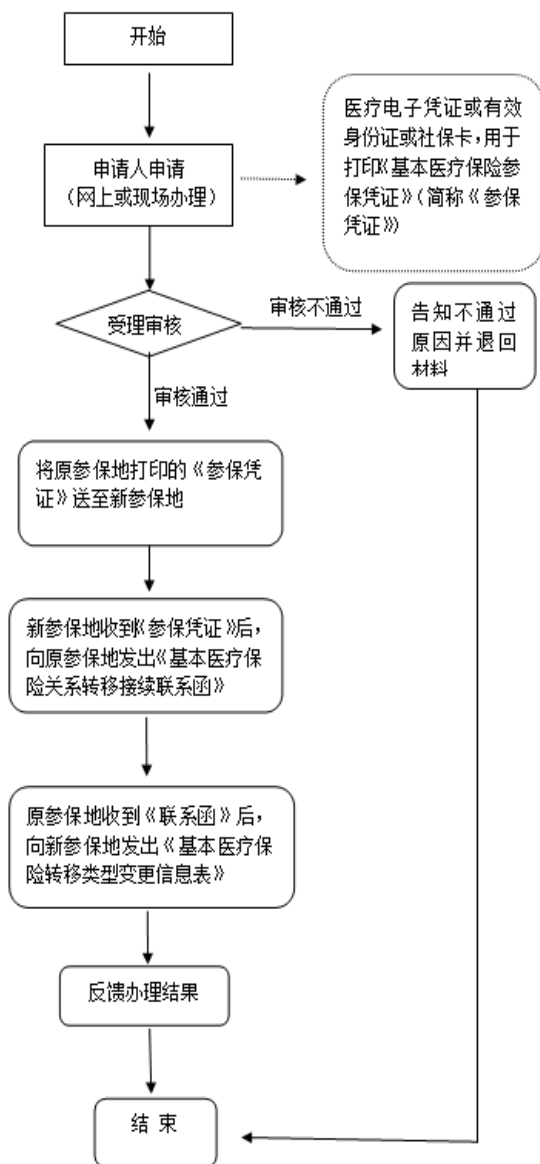 开始
申请人申请
（网上或现场办理）
医疗电子凭证或有效
身份证或社保卡，用于
打印《基本医疗保险参
保凭证》（简称《参保
凭证》）
受理审核
审核不通过
告知不通过
原因并退回
材料
审核通过
将原参保地打印的《参保凭
证》送至新参保地
新参保地收到《参保凭证》后，
向原参保地发出《基本医疗保
险关系转移接续联系函》
原参保地收到《联系函》后，
向新参保地发出《基本医疗保
险转移类型变更信息表》
反馈办理结果
结 束